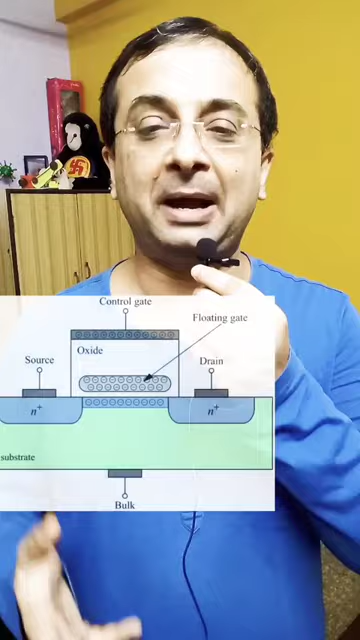 Control gate
Floating gate
Oxide
Source
Drain
n+
n+
substrate
Bulk